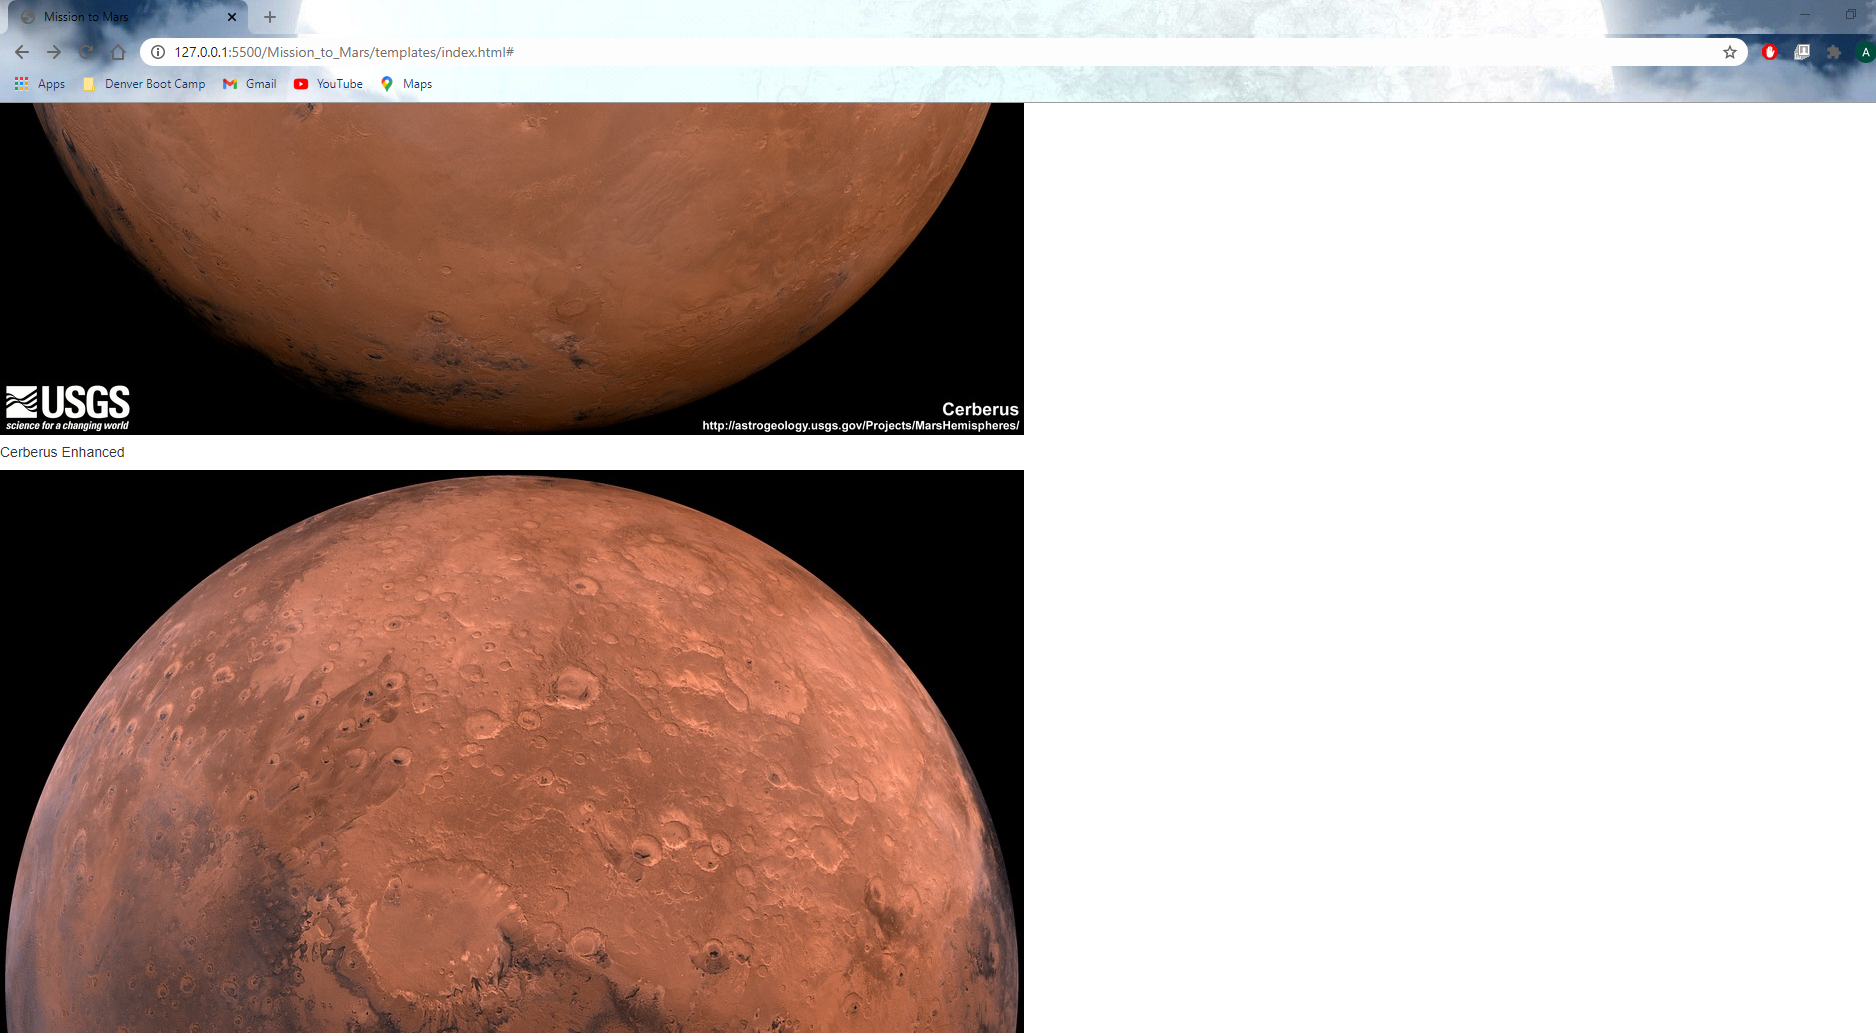 Mission to Mars
127.0.0.1:5500/Mission_to_Mars/templates/index.html#
A
Apps
Denver Boot Camp
Gmail
YouTube
Maps
USGS
science for a changing world
Cerberus
http://astrogeology.usgs.gov/Projects/MarsHemispheres/
Cerberus Enhanced